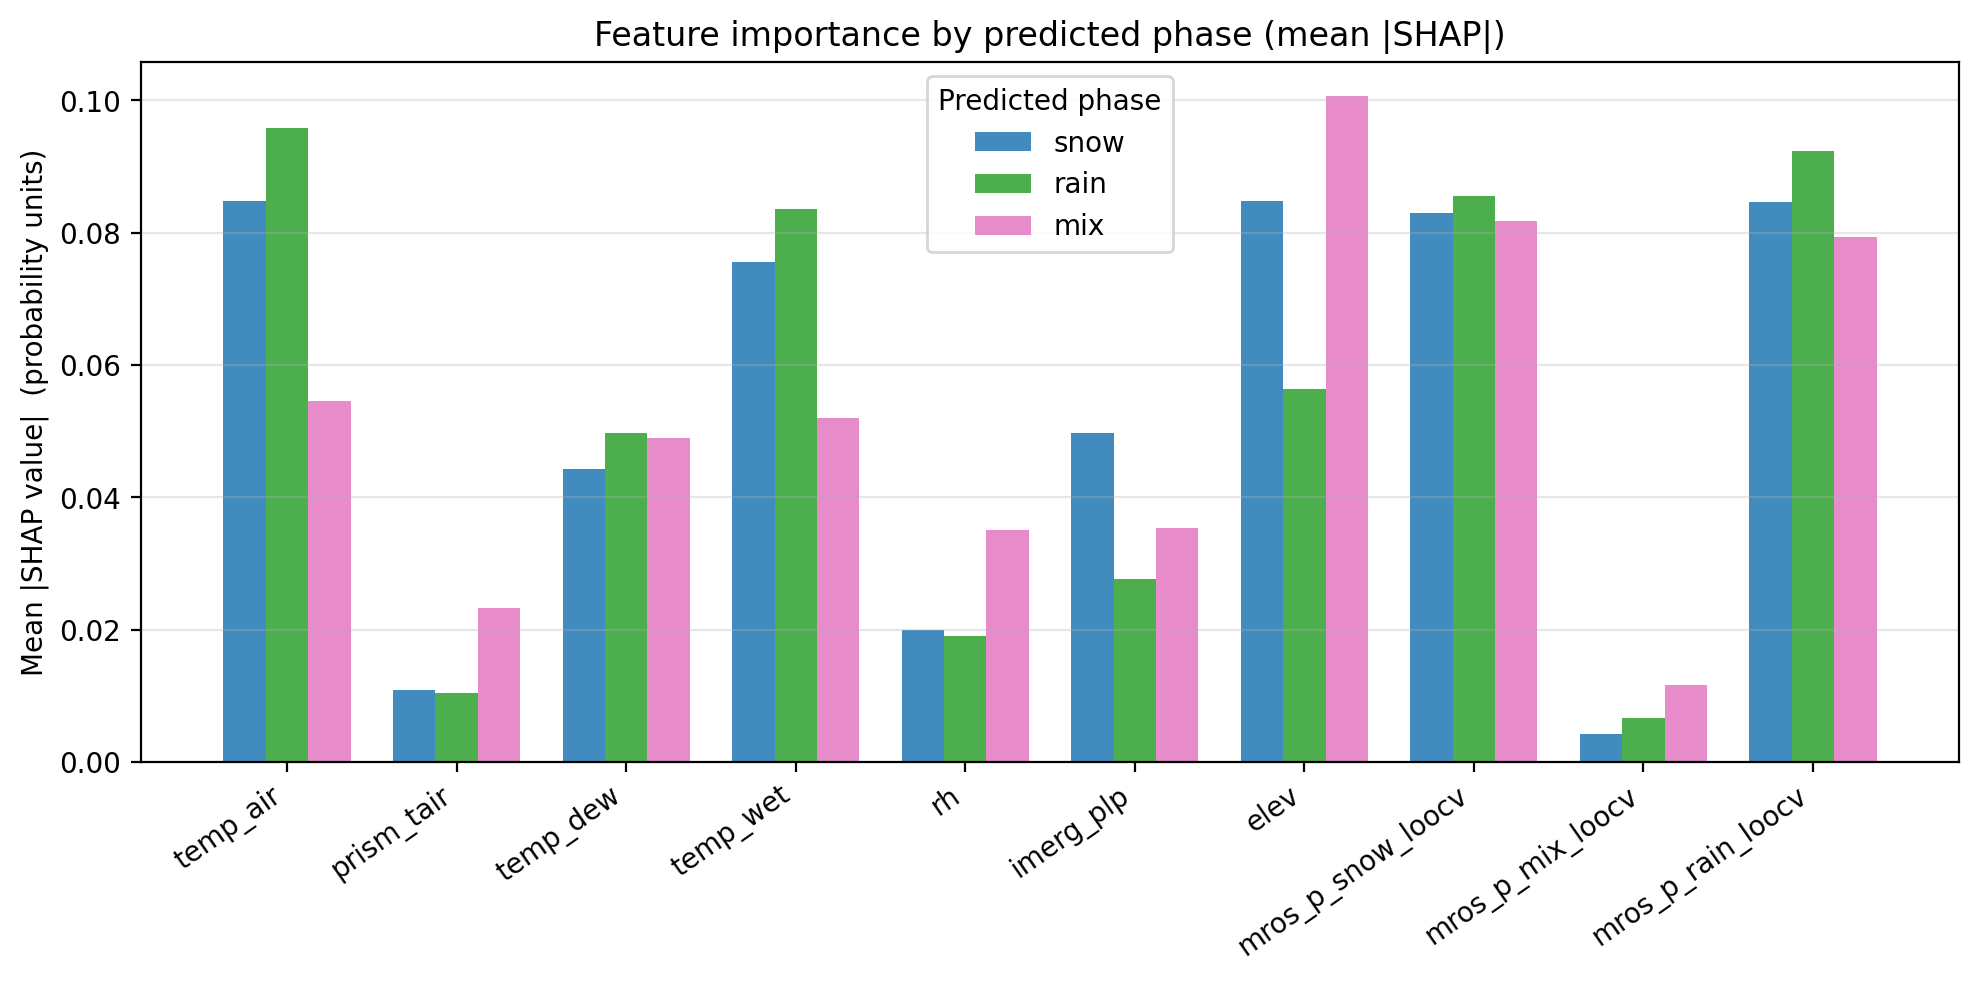 Feature importance by predicted phase (mean |SHAP|)
Mean |SHAP value|  (probability units)
0.10
0.08
0.06
0.04
0.02
0.00
Predicted phase
snow
rain
mix
temp_air
prism_tair
temp_dew
temp_wet
rh
imerg_plp
elev
mros_p_snow_loocv
mros_p_mix_loocv
mros_p_rain_loocv